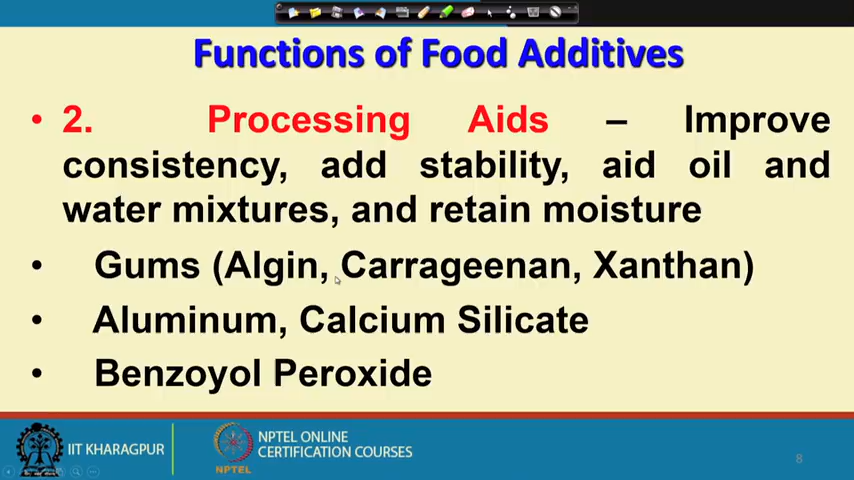 Functions of Food Additives
• 2. Processing Aids – Improve
consistency, add stability, aid oil and
water mixtures, and retain moisture
• Gums (Algin, Carrageenan, Xanthan)
• Aluminum, Calcium Silicate
• Benzoyol Peroxide
IIT KHARAGPUR
NPTEL
NPTEL ONLINE
CERTIFICATION COURSES
8